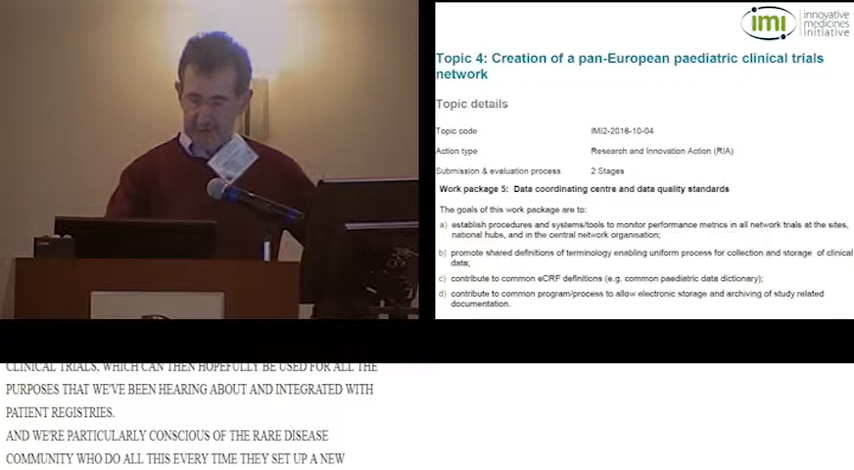 imi
innovative
medicines
initiative
Topic 4: Creation of a pan-European paediatric clinical trials
network
Topic details
Topic code IMI2-2016-10-04
Action type Research and Innovation Action (RIA)
Submission & evaluation process 2 Stages
Work package 5: Data coordinating centre and data quality standards
The goals of this work package are to:
a) establish procedures and systems/tools to monitor performance metrics in all network trials at the sites,
national hubs, and in the central network organisation;
b) promote shared definitions of terminology enabling uniform process for collection and storage of clinical
data;
c) contribute to common eCRF definitions (e.g. common paediatric data dictionary);
d) contribute to common program/process to allow electronic storage and archiving of study related
documentation.
CLINICAL TRIALS, WHICH CAN THEN HOPEFULLY BE USED FOR ALL THE
PURPOSES THAT WE'VE BEEN HEARING ABOUT AND INTEGRATED WITH
PATIENT REGISTRIES.
AND WE'RE PARTICULARLY CONSCIOUS OF THE RARE DISEASE
COMMUNITY WHO DO ALL THIS EVERY TIME THEY SET UP A NEW